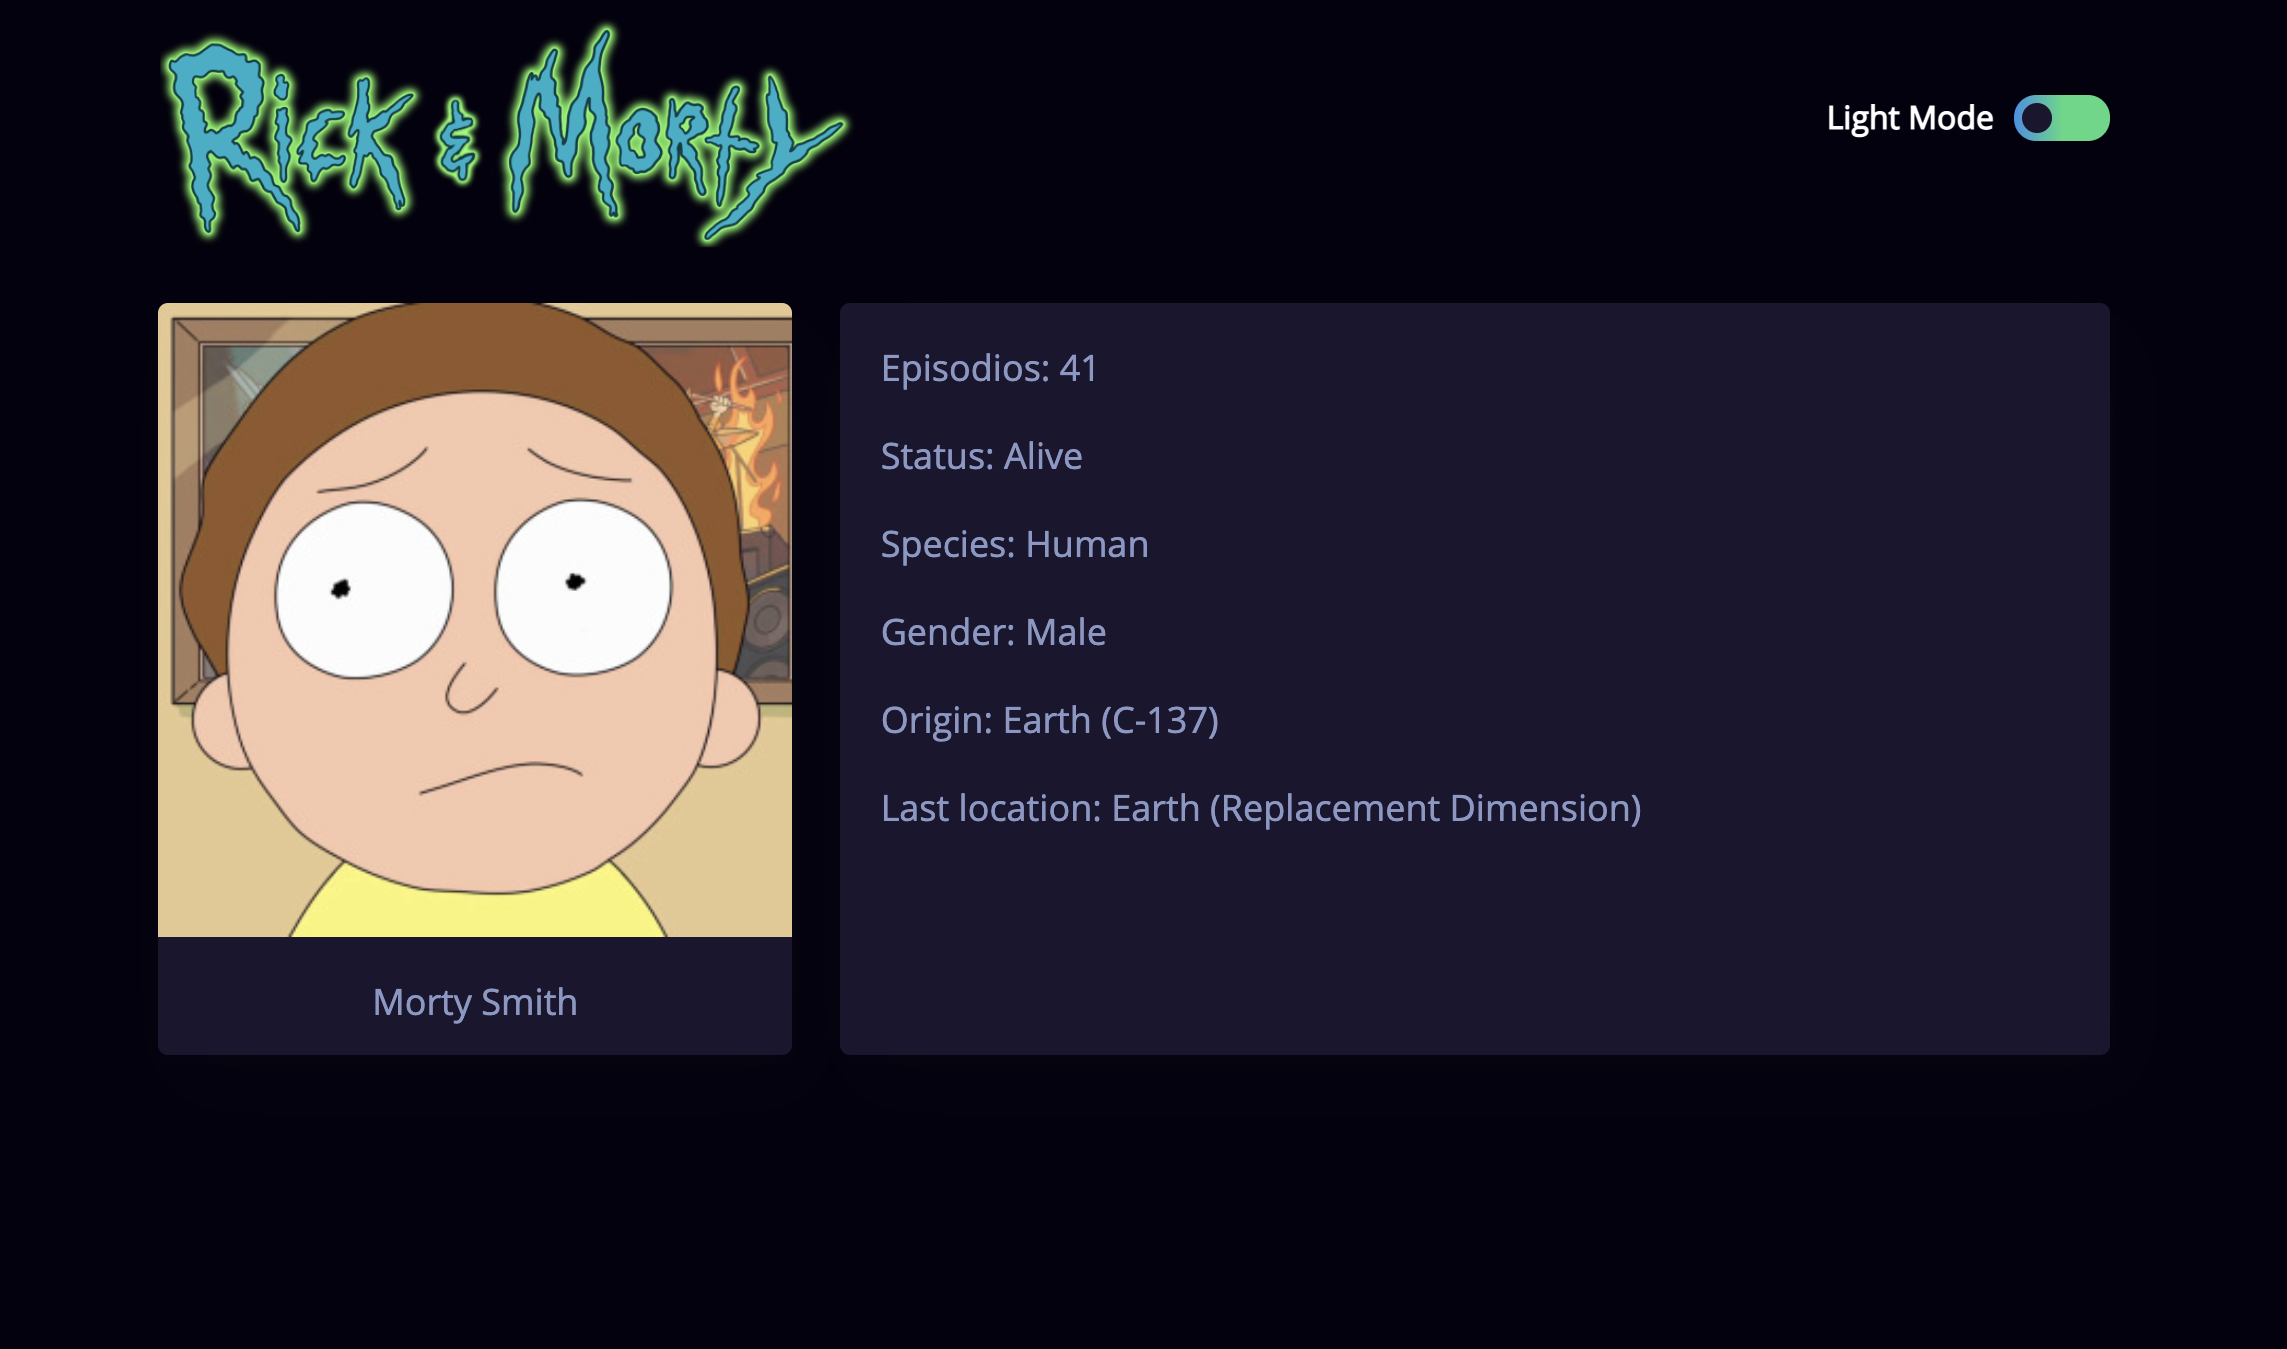 Rick & Morty
Light Mode
Episodios: 41
Status: Alive
Species: Human
Gender: Male
Origin: Earth (C-137)
Last location: Earth (Replacement Dimension)
Morty Smith